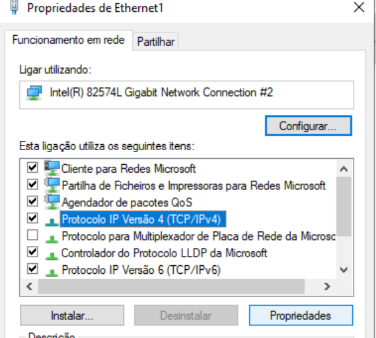 Propriedades de Ethernet1
Funcionamento em rede
Partilhar
Ligar utilizando:
Intel(R) 82574L Gigabit Network Connection #2
Configurar...
Esta ligação utiliza os seguintes itens:
Cliente para Redes Microsoft
Partilha de Ficheiros e Impressoras para Redes Microsoft
Agendador de pacotes QoS
Protocolo IP Versão 4 (TCP/IPv4)
Protocolo para Multiplexador de Placa de Rede da Microsc
Controlador do Protocolo LLDP da Microsoft
Protocolo IP Versão 6 (TCP/IPv6)
Instalar...
Desinstalar
Propriedades
Descrição